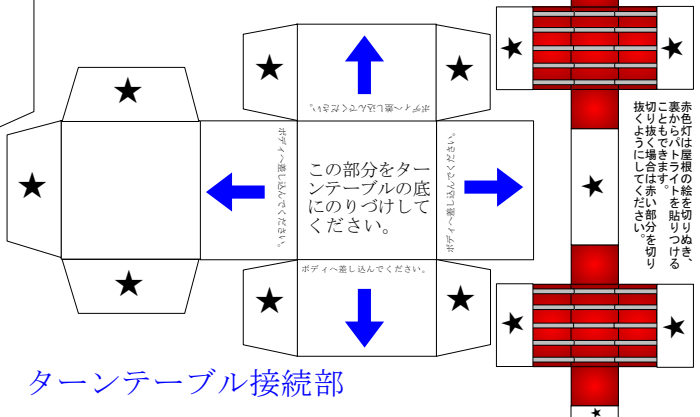 ボディへ差し込んでください。
ボディへ差し込んでください。
この部分をター
ンテーブルの底
にのりづけして
ください。
ボディへ差し込んでください。
ボディへ差し込んでください。
赤色灯は屋根の絵を切りぬき、
裏からパトライトを貼りつける
こともできます。
切り抜く場合は赤い部分を切り
抜くようにしてください。
ターンテーブル接続部